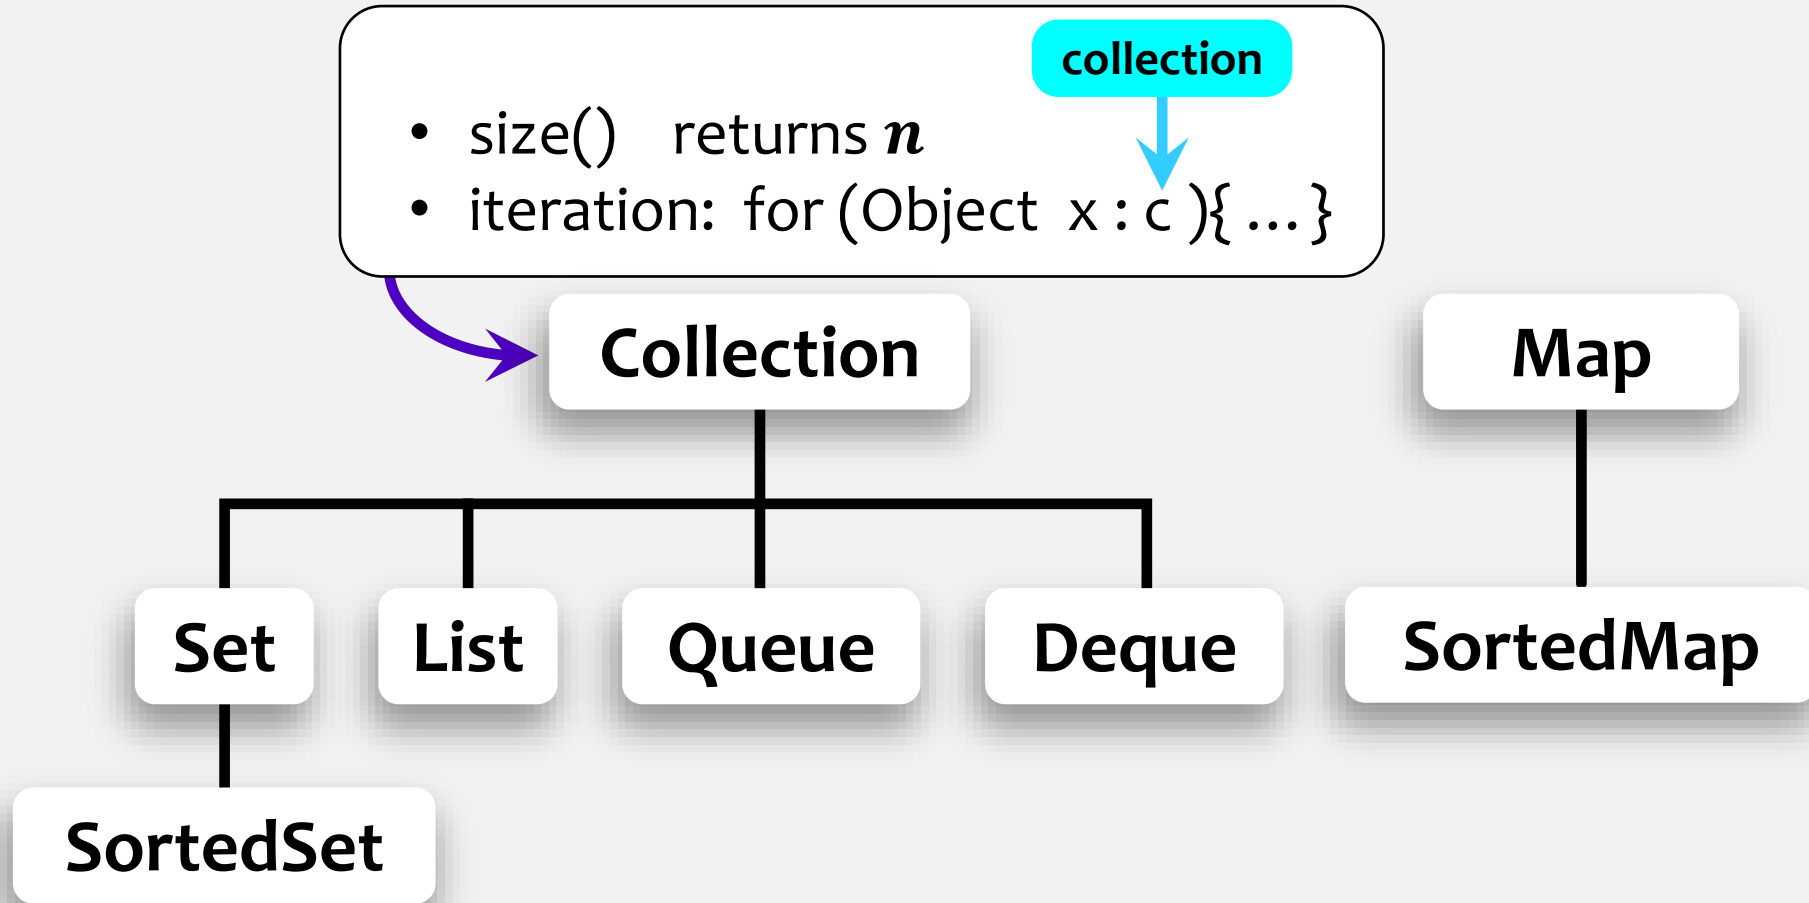 collection
• size() returns n
• iteration: for (Object x : c ){ ... }
Collection
Map
Set
List
Queue
Deque
SortedMap
SortedSet